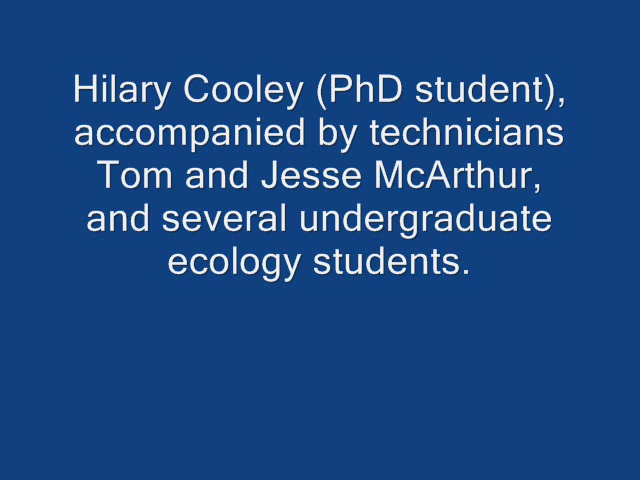 Hilary Cooley (PhD student),
accompanied by technicians
Tom and Jesse McArthur,
and several undergraduate
ecology students.